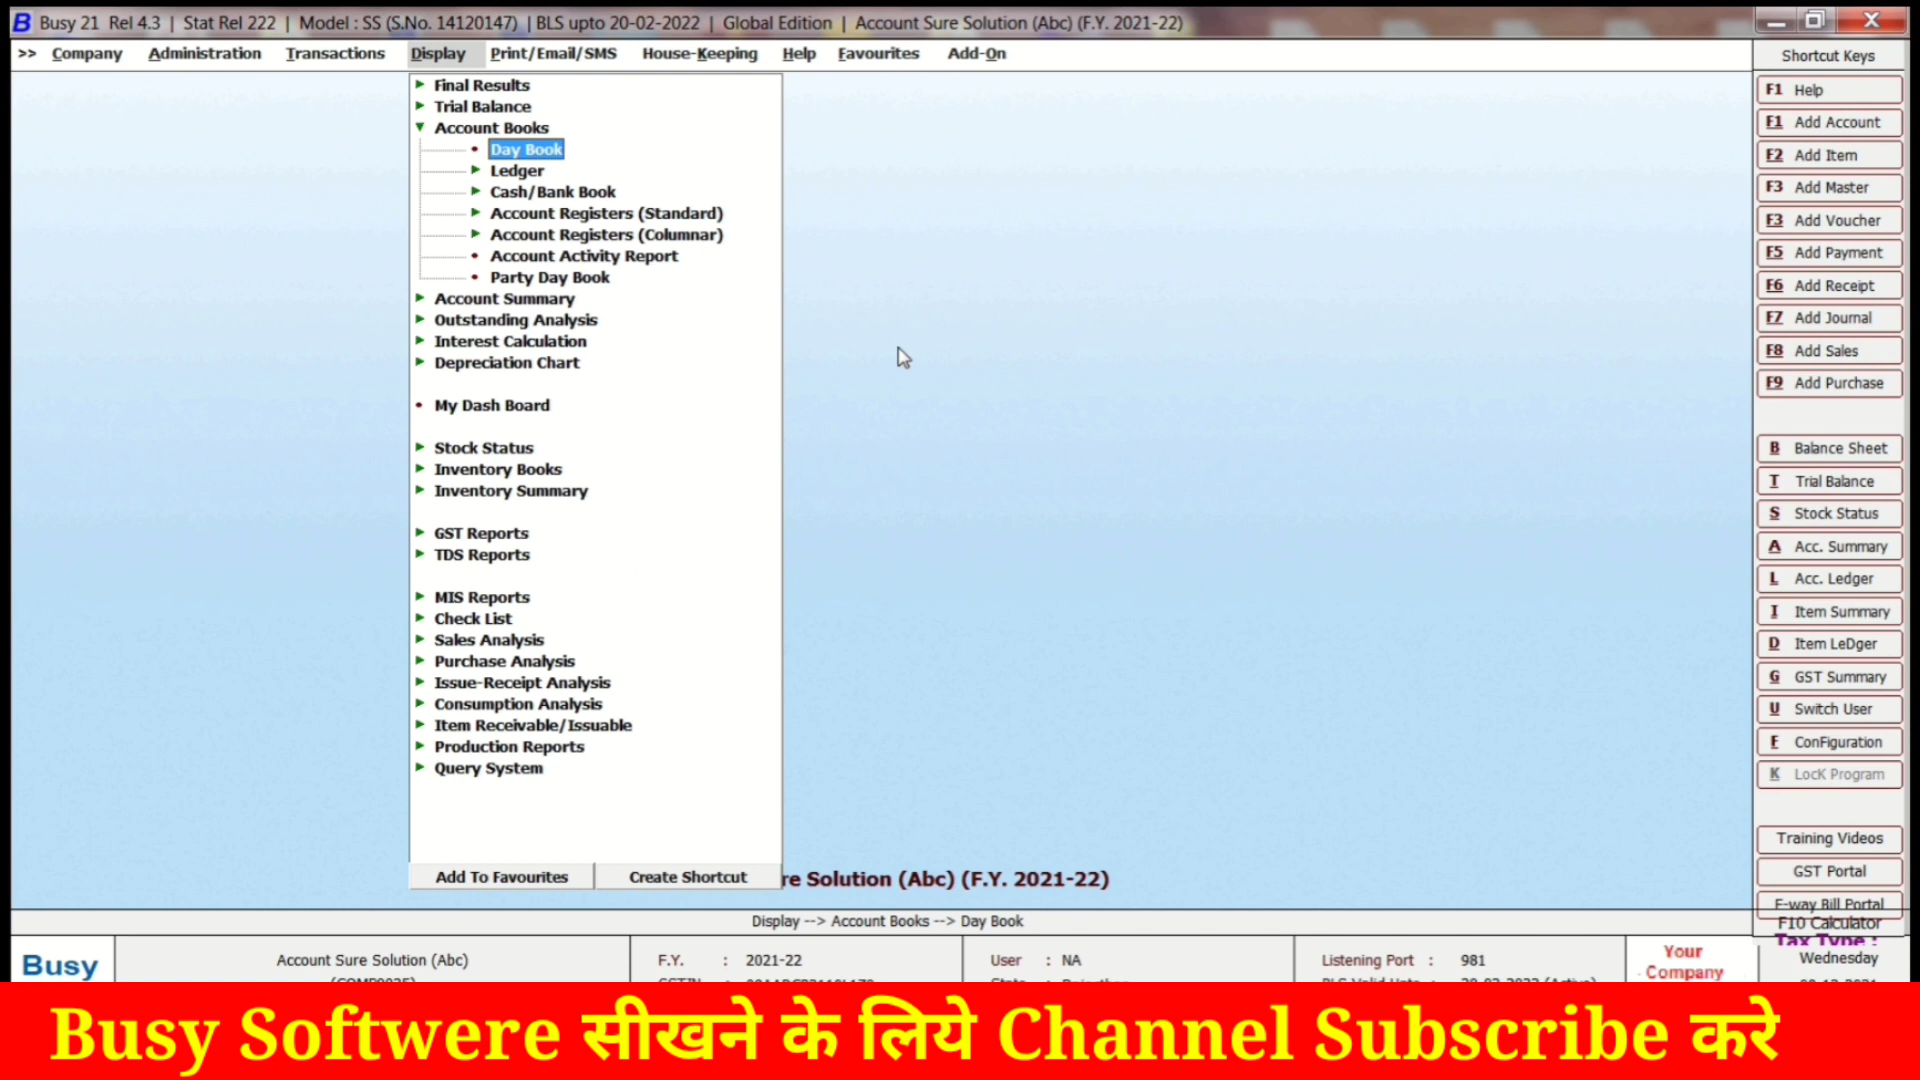 Busy 21 Rel 4.3 | Stat Rel 222 | Model : SS (S.No. 14120147) | BLS upto 20-02-2022 | Global Edition | Account Sure Solution (Abc) (F.Y. 2021-22)
>> Company Administration Transactions Display Print/Email/SMS House-Keeping Help Favourites Add-On
Final Results
Trial Balance
Account Books
Day Book
Ledger
Cash/Bank Book
Account Registers (Standard)
Account Registers (Columnar)
Account Activity Report
Party Day Book
Account Summary
Outstanding Analysis
Interest Calculation
Depreciation Chart
My Dash Board
Stock Status
Inventory Books
Inventory Summary
GST Reports
TDS Reports
MIS Reports
Check List
Sales Analysis
Purchase Analysis
Issue-Receipt Analysis
Consumption Analysis
Item Receivable/Issuable
Production Reports
Query System
Add To Favourites Create Shortcut
re Solution (Abc) (F.Y. 2021-22)
Shortcut Keys
F1 Help
F1 Add Account
F2 Add Item
F3 Add Master
F3 Add Voucher
F5 Add Payment
F6 Add Receipt
F7 Add Journal
F8 Add Sales
F9 Add Purchase
B Balance Sheet
T Trial Balance
S Stock Status
A Acc. Summary
L Acc. Ledger
I Item Summary
D Item LeDger
G GST Summary
U Switch User
F ConFiguration
K LocK Program
Training Videos
GST Portal
E-way Bill Portal
F10 Calculator
Tax Type :
Display --> Account Books --> Day Book
Busy
Account Sure Solution (Abc)
F.Y. : 2021-22
User : NA
Listening Port : 981
Your
Company
Wednesday
Busy Softwere सीखने के लिये Channel Subscribe करे